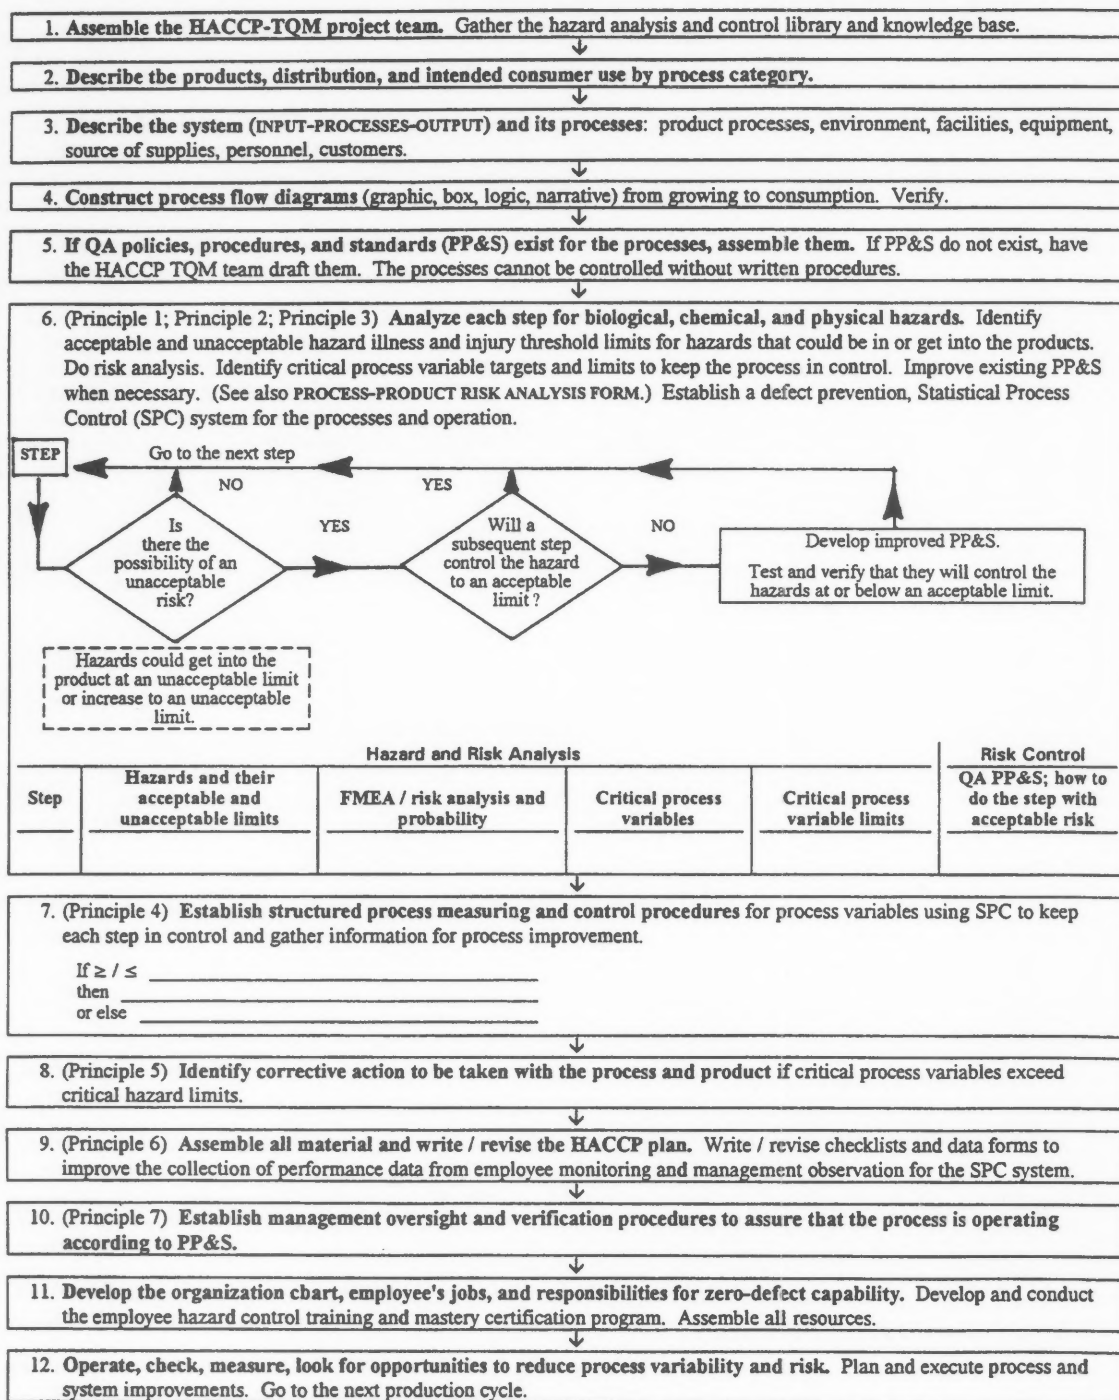 1. Assemble the HACCP-TQM project team. Gather the hazard analysis and control library and knowledge base.
2. Describe tbe products, distribution, and intended consumer use by process category.
3. Describe the system (INPUT-PROCESSES-OUTPUT) and its processes: product processes, environment, facilities, equipment,
source of supplies, personnel, customers.
4. Construct process flow diagrams (graphic, box, logic, narrative) from growing to consumption. Verify.
5. If QA policies, procedures, and standards (PP&S) exist for the processes, assemble them. If PP&S do not exist, have
the HACCP TQM team draft them. The processes cannot be controlled without written procedures.
6. (Principle 1; Principle 2; Principle 3) Analyze each step for biological, chemical, and physical hazards. Identify
acceptable and unacceptable hazard illness and injury threshold limits for hazards that could be in or get into the products.
Do risk analysis. Identify critical process variable targets and limits to keep the process in control. Improve existing PP&S
when necessary. (See also PROCESS-PRODUCT RISK ANALYSIS FORM.) Establish a defect prevention, Statistical Process
Control (SPC) system for the processes and operation.
STEP
Go to the next step
NO
YES
Is
there the
possibility of an
unacceptable
risk?
YES
Will a
subsequent step
control the hazard
to an acceptable
limit ?
NO
Develop improved PP&S.
Test and verify that they will control the
hazards at or below an acceptable limit.
Hazards could get into the
product at an unacceptable limit
or increase to an unacceptable
limit.
Hazard and Risk Analysis
Risk Control
Step
Hazards and their
acceptable and
unacceptable limits
FMEA / risk analysis and
probability
Critical process
variables
Critical process
variable limits
QA PP&S; how to
do the step with
acceptable risk
7. (Principle 4) Establish structured process measuring and control procedures for process variables using SPC to keep
each step in control and gather information for process improvement.
If ≥ / ≤
then
or else
8. (Principle 5) Identify corrective action to be taken with the process and product if critical process variables exceed
critical hazard limits.
9. (Principle 6) Assemble all material and write / revise tbe HACCP plan. Write / revise checklists and data forms to
improve the collection of performance data from employee monitoring and management observation for the SPC system.
10. (Principle 7) Establish management oversight and verification procedures to assure that tbe process is operating
according to PP&S.
11. Develop tbe organization cbart, employee's jobs, and responsibilities for zero-defect capability. Develop and conduct
the employee hazard control training and mastery certification program. Assemble all resources.
12. Operate, check, measure, look for opportunities to reduce process variability and risk. Plan and execute process and
system improvements. Go to the next production cycle.